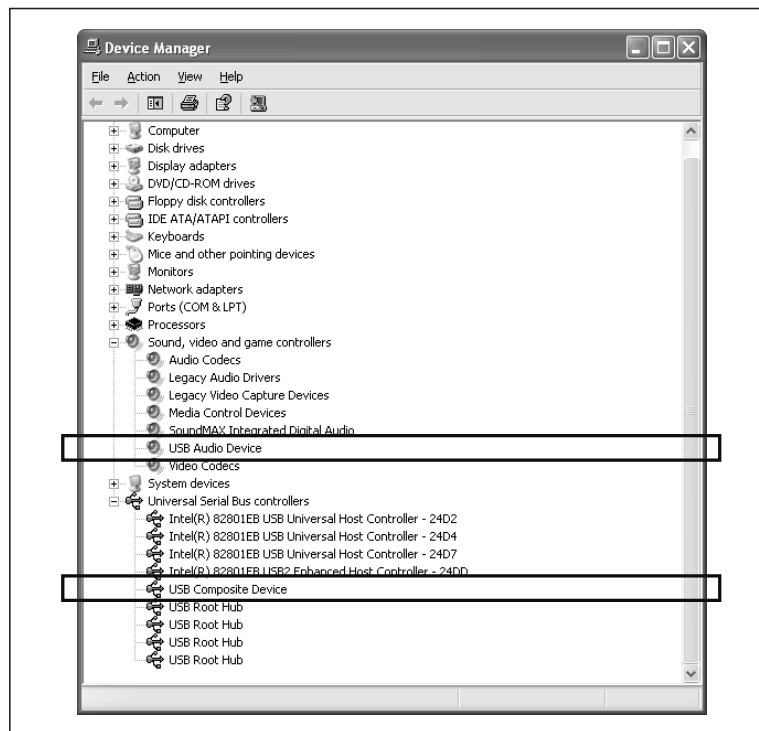 Device Manager
File Action View Help
Computer
Disk drives
Display adapters
DVD/CD-ROM drives
Floppy disk controllers
IDE ATA/ATAPI controllers
Keyboards
Mice and other pointing devices
Monitors
Network adapters
Ports (COM & LPT)
Processors
Sound, video and game controllers
Audio Codecs
Legacy Audio Drivers
Legacy Video Capture Devices
Media Control Devices
SoundMAX Integrated Digital Audio
USB Audio Device
Video Codecs
System devices
Universal Serial Bus controllers
Intel(R) 82801EB USB Universal Host Controller - 24D2
Intel(R) 82801EB USB Universal Host Controller - 24D4
Intel(R) 82801EB USB Universal Host Controller - 24D7
Intel(R) 82801EB USB2 Enhanced Host Controller - 24DD
USB Composite Device
USB Root Hub
USB Root Hub
USB Root Hub
USB Root Hub